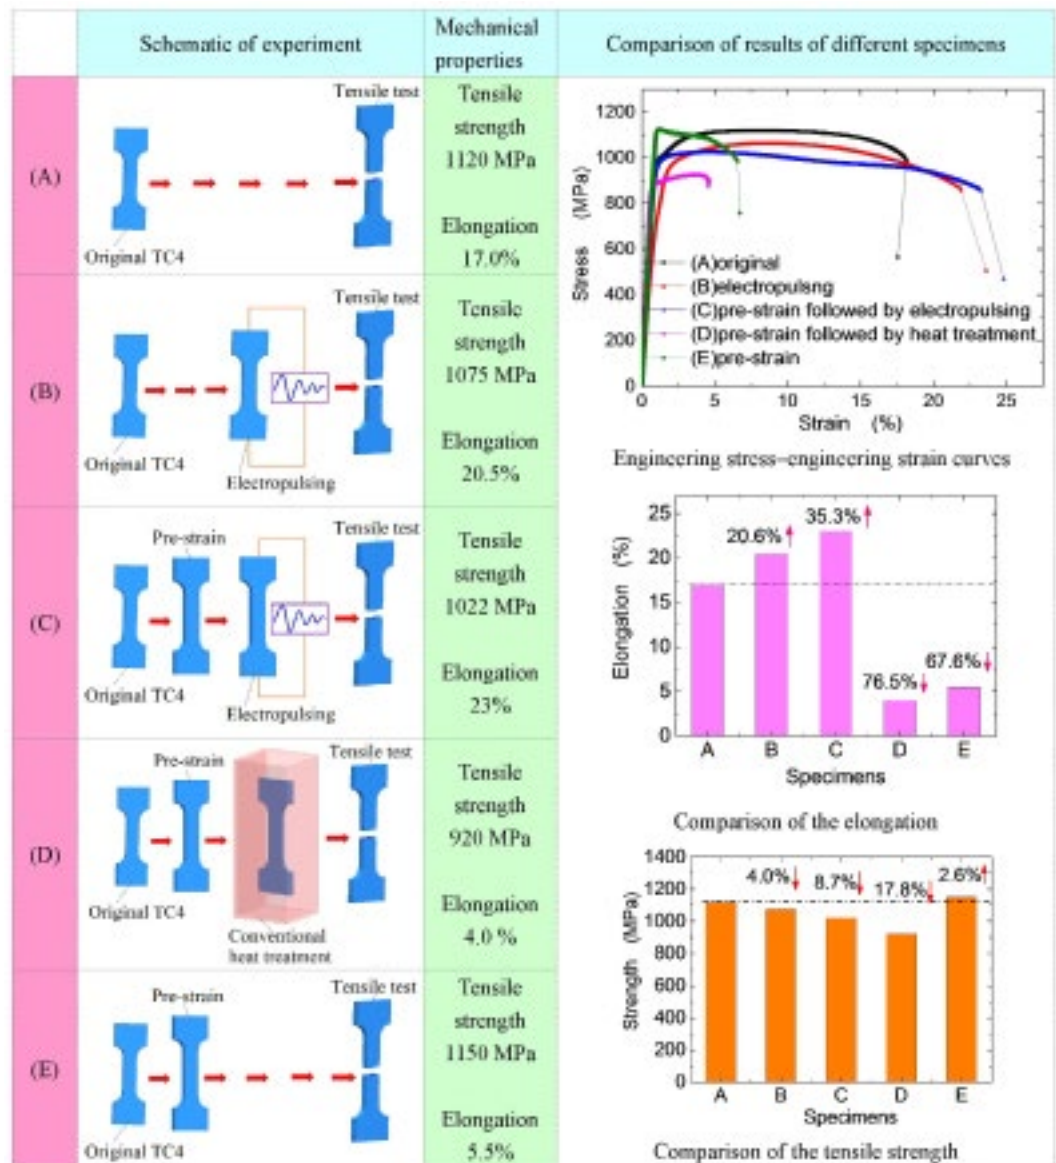 Schematic of experiment
Mechanical
properties
Comparison of results of different specimens
(A)
Original TC4
Tensile test
Tensile
strength
1120 MPa
Elongation
17.0%
(B)
Original TC4
Electropulsing
Tensile test
Tensile
strength
1075 MPa
Elongation
20.5%
(C)
Pre-strain
Original TC4
Electropulsing
Tensile test
Tensile
strength
1022 MPa
Elongation
23%
(D)
Pre-strain
Original TC4
Conventional
heat treatment
Tensile test
Tensile
strength
920 MPa
Elongation
4.0 %
(E)
Pre-strain
Original TC4
Tensile test
Tensile
strength
1150 MPa
Elongation
5.5%
Stress (MPa)
1200
1000
800
600
400
200
0
(A)original
(B)electropulsng
(C)pre-strain followed by electropulsing
(D)pre-strain followed by heat treatment
(E)pre-strain
0 5 10 15 20 25
Strain (%)
Engineering stress–engineering strain curves
Elongation (%)
25
20
15
10
5
0
20.6%
35.3%
76.5%
67.6%
A B C D E
Specimens
Comparison of the elongation
Strength (MPa)
1400
1200
1000
800
600
400
200
0
4.0%
8.7%
17.8%
2.6%
A B C D E
Specimens
Comparison of the tensile strength